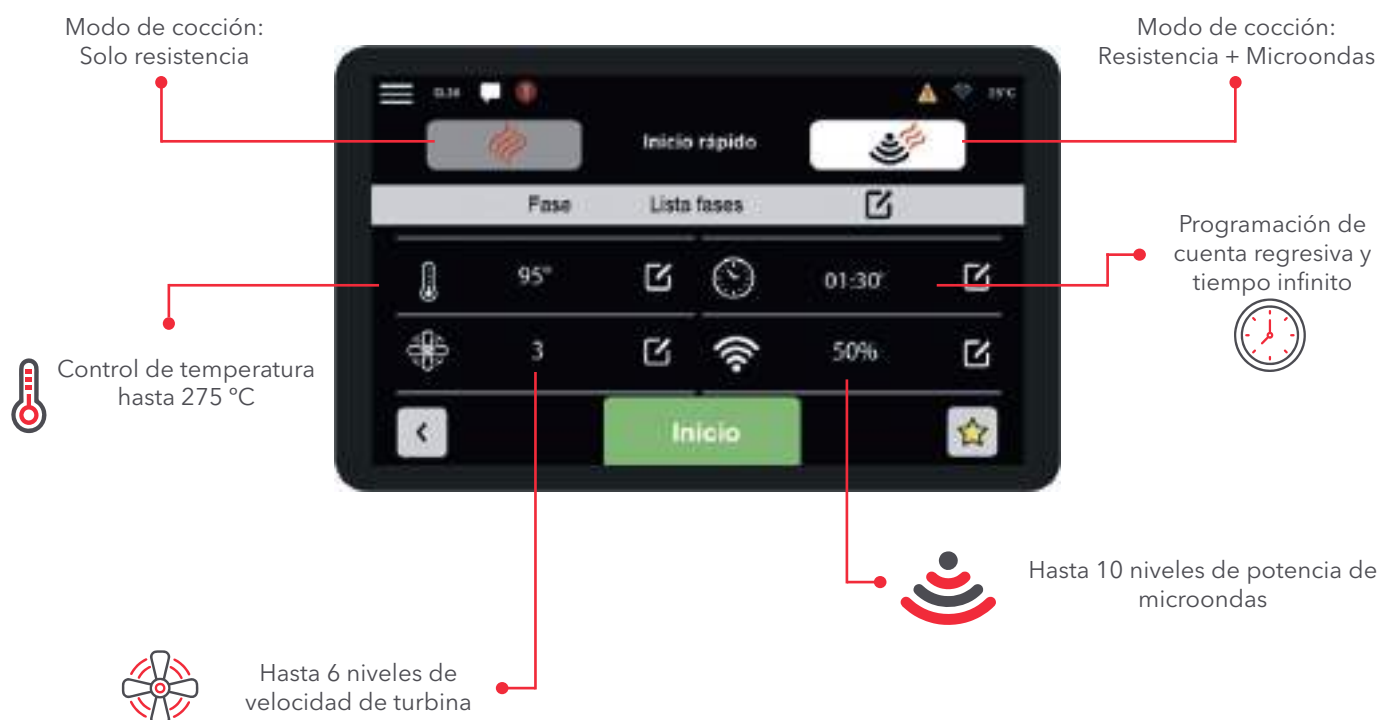 Modo de cocción:
Solo resistencia
Modo de cocción:
Resistencia + Microondas
Inicio rápido
Fase Lista fases
95° 01:30'
3 50%
Inicio
Programación de
cuenta regresiva y
tiempo infinito
Control de temperatura
hasta 275 ºC
Hasta 10 niveles de potencia de
microondas
Hasta 6 niveles de
velocidad de turbina